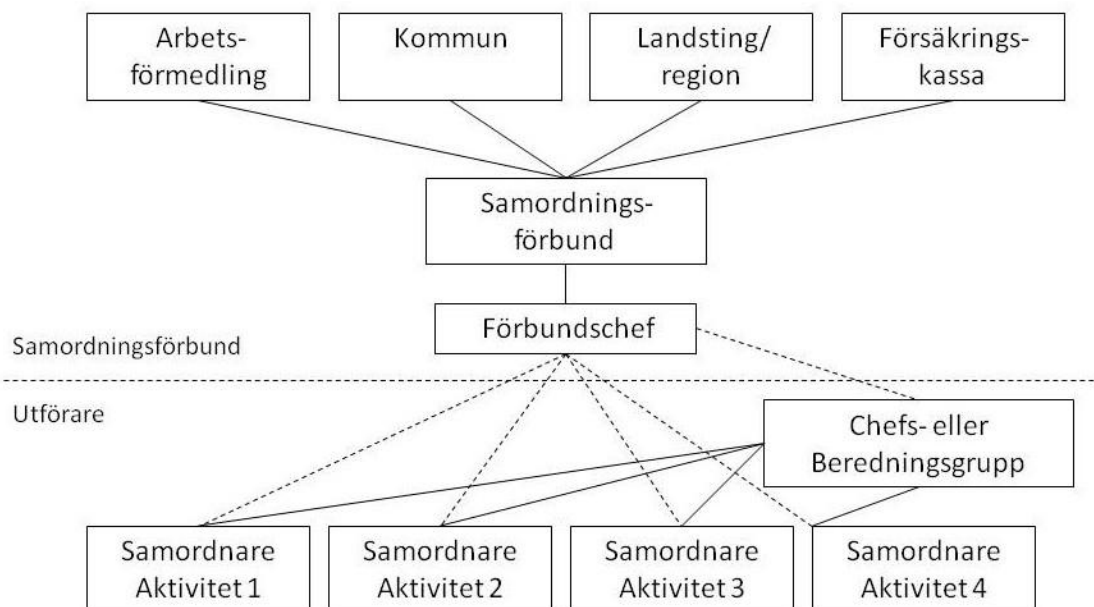 Arbets-
förmedling
Kommun
Landsting/
region
Försäkrings-
kassa
Samordnings-
förbund
Förbundschef
Samordningsförbund
Utförare
Chefs- eller
Beredningsgrupp
Samordnare
Aktivitet 1
Samordnare
Aktivitet 2
Samordnare
Aktivitet 3
Samordnare
Aktivitet 4